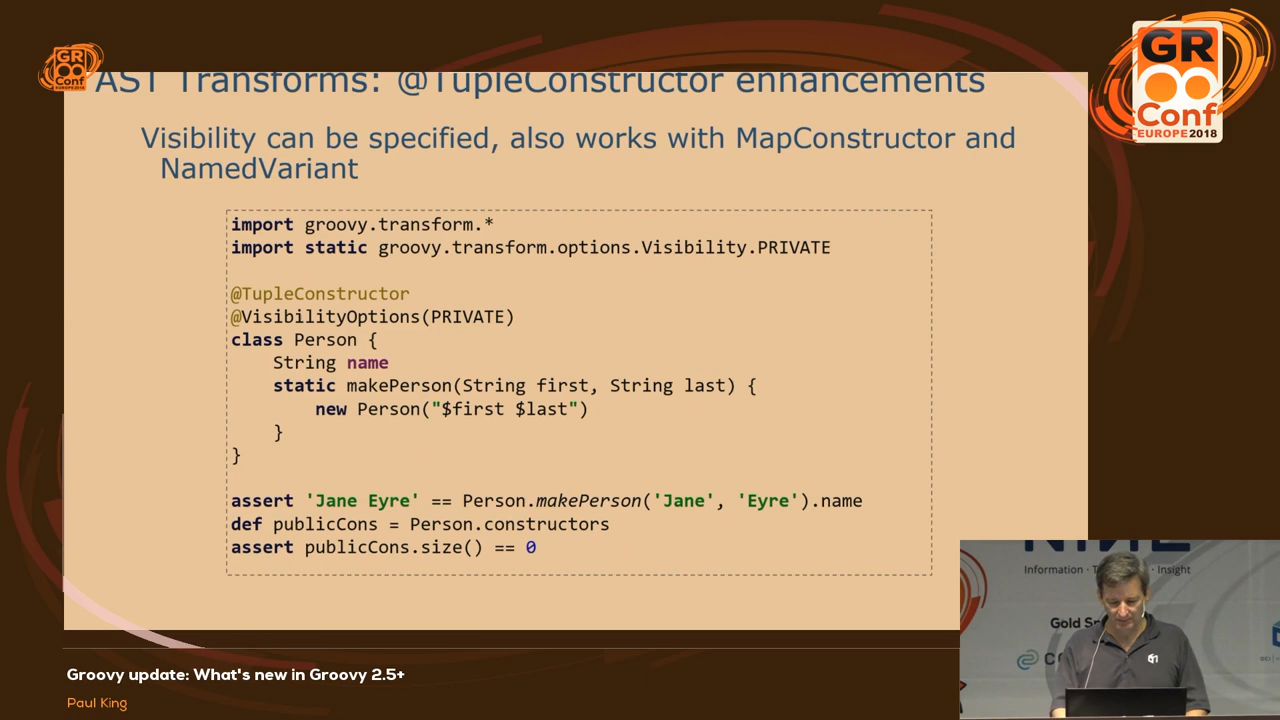 GR
Conf
EUROPE2018
GR
Conf
EUROPE2018
AST Transforms: @TupleConstructor enhancements
Visibility can be specified, also works with MapConstructor and
NamedVariant
import groovy.transform.*
import static groovy.transform.options.Visibility.PRIVATE
@TupleConstructor
@VisibilityOptions(PRIVATE)
class Person {
String name
static makePerson(String first, String last) {
new Person("$first $last")
}
}
assert 'Jane Eyre' == Person.makePerson('Jane', 'Eyre').name
def publicCons = Person.constructors
assert publicCons.size() == 0
Information
Insight
Gold
Groovy update: What's new in Groovy 2.5+
Paul King